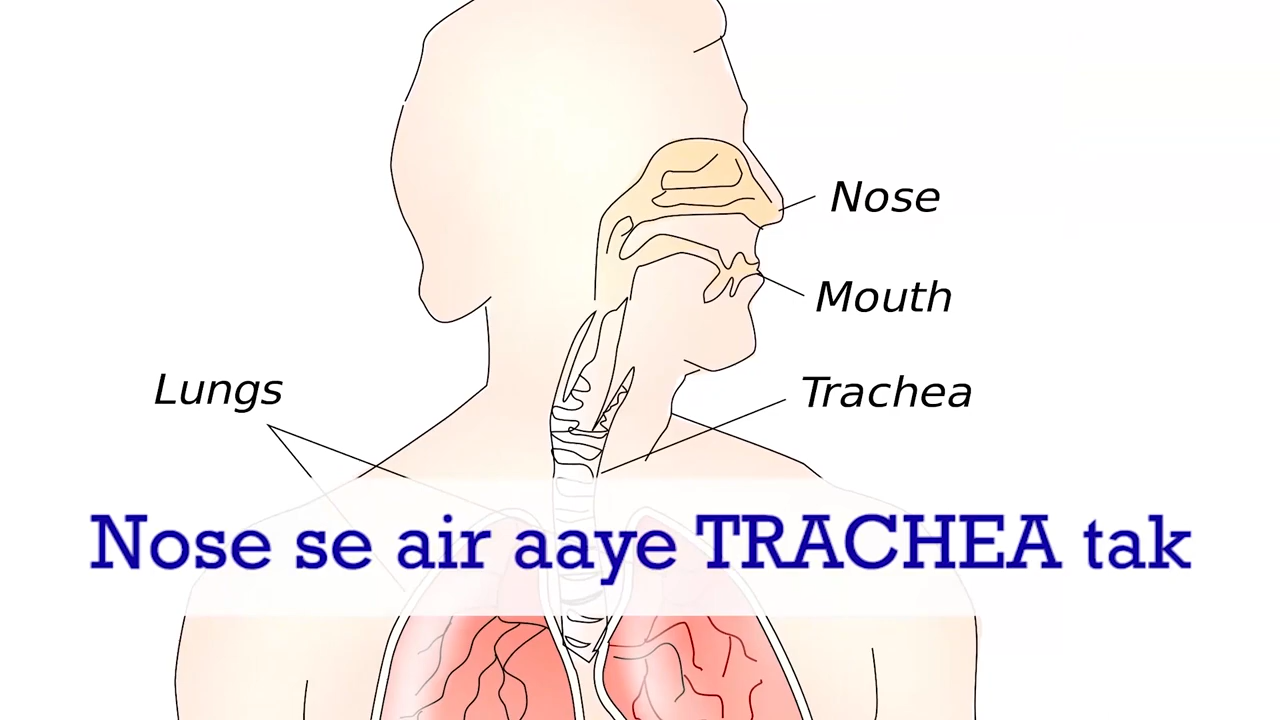 Nose
Mouth
Lungs
Trachea
Nose se air aaye TRACHEA tak